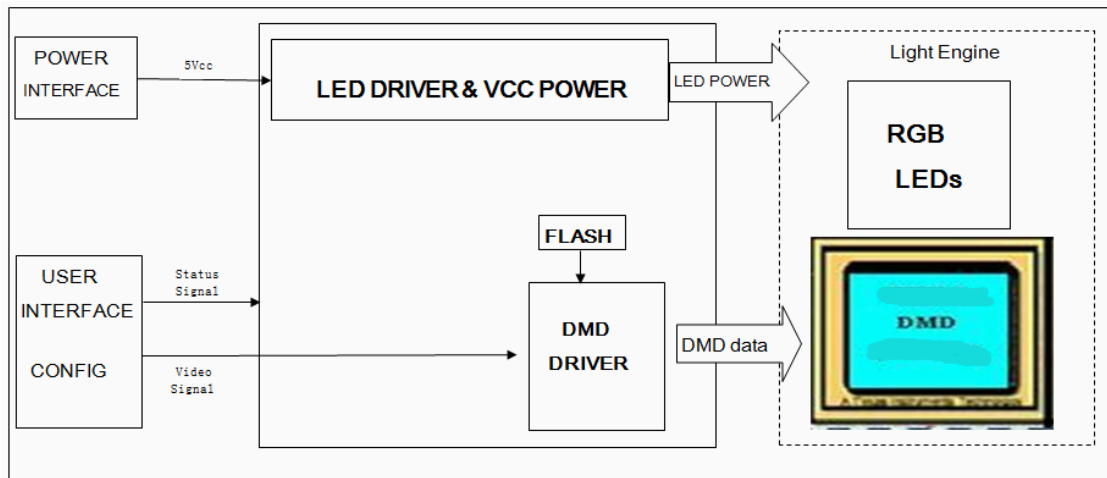 POWER
INTERFACE
5Vcc
LED DRIVER & VCC POWER
LED POWER
Light Engine
RGB
LEDs
FLASH
USER
INTERFACE
CONFIG
Status
Signal
Video
Signal
DMD
DRIVER
DMD data
DMD